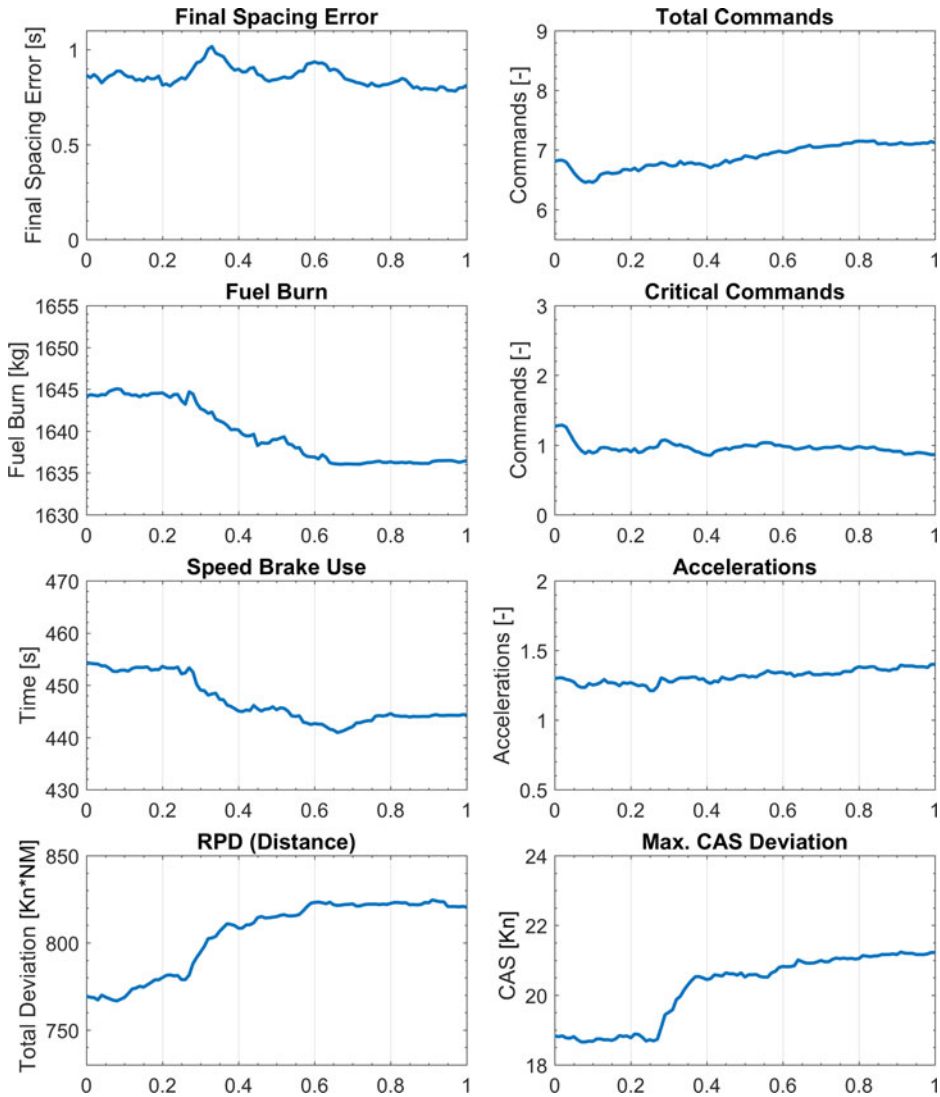 Final Spacing Error
Final Spacing Error [s]
1
0.5
0
0 0.2 0.4 0.6 0.8 1
Total Commands
Commands [-]
9
8
7
6
0 0.2 0.4 0.6 0.8 1
Fuel Burn
Fuel Burn [kg]
1655
1650
1645
1640
1635
1630
0 0.2 0.4 0.6 0.8 1
Critical Commands
Commands [-]
3
2
1
0
0 0.2 0.4 0.6 0.8 1
Speed Brake Use
Time [s]
470
460
450
440
430
0 0.2 0.4 0.6 0.8 1
Accelerations
Accelerations [-]
2
1.5
1
0.5
0 0.2 0.4 0.6 0.8 1
RPD (Distance)
Total Deviation [Kn*NM]
850
800
750
0 0.2 0.4 0.6 0.8 1
Max. CAS Deviation
CAS [Kn]
24
22
20
18
0 0.2 0.4 0.6 0.8 1